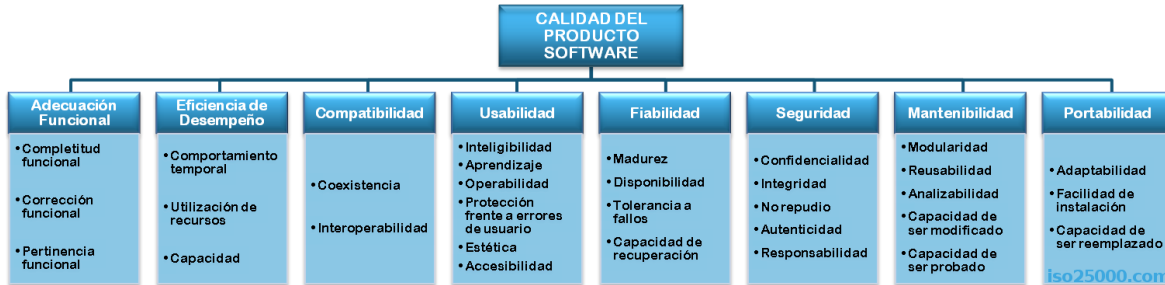 CALIDAD DEL
PRODUCTO
SOFTWARE
Adecuación
Funcional
• Completitud
funcional
• Corrección
funcional
• Pertinencia
funcional
Eficiencia de
Desempeño
• Comportamiento
temporal
• Utilización de
recursos
• Capacidad
Compatibilidad
• Coexistencia
• Interoperabilidad
Usabilidad
• Inteligibilidad
• Aprendizaje
• Operabilidad
• Protección
frente a errores
de usuario
• Estética
• Accesibilidad
Fiabilidad
• Madurez
• Disponibilidad
• Tolerancia a
fallos
• Capacidad de
recuperación
Seguridad
• Confidencialidad
• Integridad
• No repudio
• Autenticidad
• Responsabilidad
Mantenibilidad
• Modularidad
• Reusabilidad
• Analizabilidad
• Capacidad de
ser modificado
• Capacidad de
ser probado
Portabilidad
• Adaptabilidad
• Facilidad de
instalación
• Capacidad de
ser reemplazado
iso25000.com